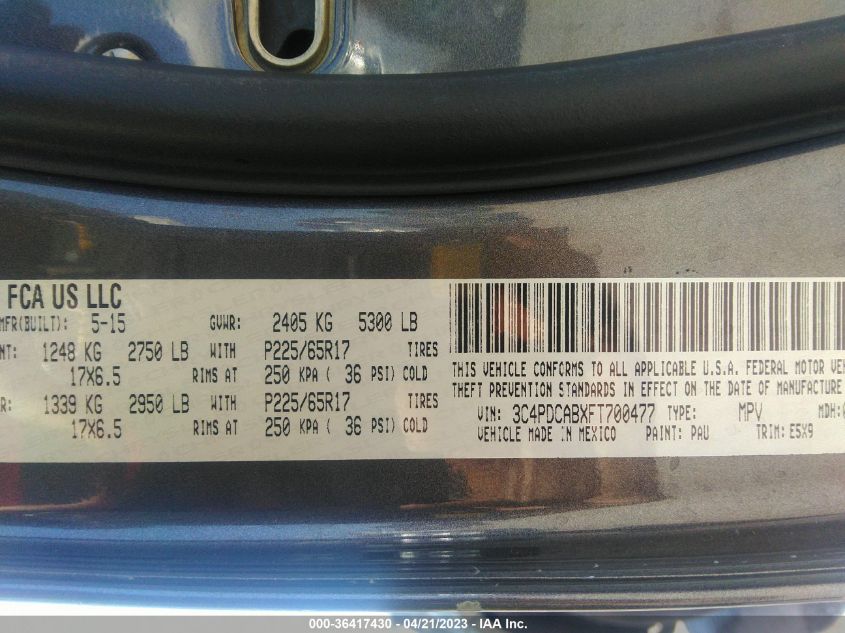 FCA US LLC
MFR(BUILT): 5-15 GVWR: 2405 KG 5300 LB
NT: 1248 KG 2750 LB WITH P225/65R17 TIRES
17X6.5 RIMS AT 250 KPA ( 36 PSI) COLD
R: 1339 KG 2950 LB WITH P225/65R17 TIRES
17X6.5 RIMS AT 250 KPA ( 36 PSI) COLD
THIS VEHICLE CONFORMS TO ALL APPLICABLE U.S.A. FEDERAL MOTOR VEH
THEFT PREVENTION STANDARDS IN EFFECT ON THE DATE OF MANUFACTURE
VIN: 3C4PDCABXFT700477 TYPE: MPV MDH:
VEHICLE MADE IN MEXICO PAINT: PAU TRIM: E5X9
000-36417430 - 04/21/2023 - IAA Inc.